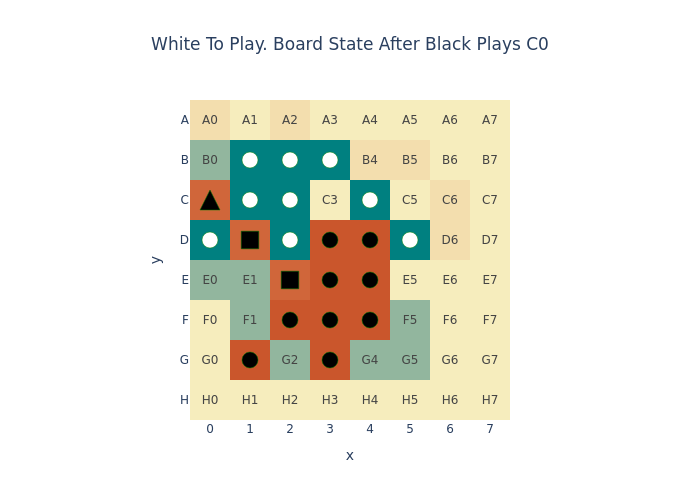 White To Play. Board State After Black Plays C0
A A0 A1 A2 A3 A4 A5 A6 A7
B B0 B4 B5 B6 B7
C C3 C5 C6 C7
D D6 D7
E E0 E1 E5 E6 E7
F F0 F1 F5 F6 F7
G G0 G2 G4 G5 G6 G7
H H0 H1 H2 H3 H4 H5 H6 H7
0 1 2 3 4 5 6 7
x
y